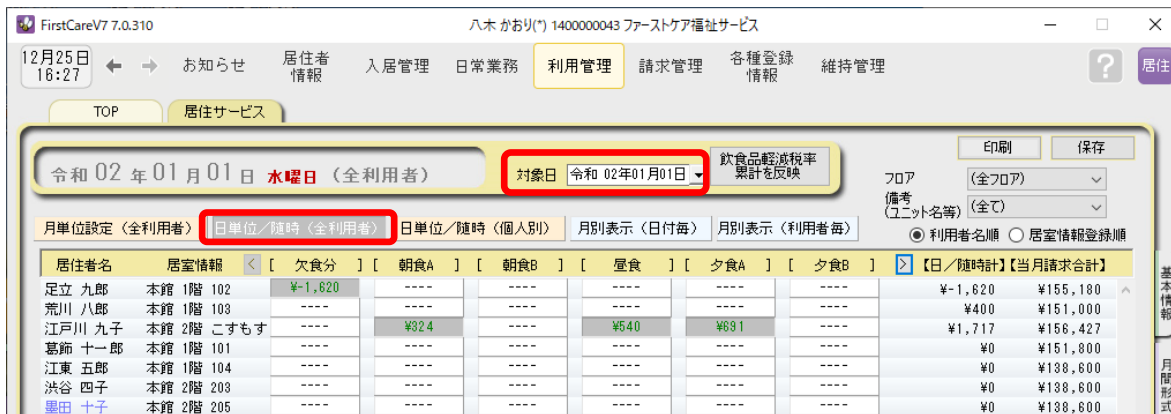 FirstCareV7 7.0.310 八木 かおり(*) 1400000043 ファーストケア福祉サービス
12月25日
16:27
お知らせ 居住者情報 入居管理 日常業務 利用管理 請求管理 各種登録情報 維持管理 ? 居住
TOP 居住サービス
印刷 保存
令和 02 年 01 月 01 日 水曜日 (全利用者) 対象日 令和 02年01月01日 飲食品軽減税率累計を反映
フロア (全フロア)
備考(ユニット名等) (全て)
月単位設定(全利用者) 日単位/随時(全利用者) 日単位/随時(個人別) 月別表示(日付毎) 月別表示(利用者毎) 利用者名順 居室情報登録順
居住者名 居室情報 < [ 欠食分 ] [ 朝食A ] [ 朝食B ] [ 昼食 ] [ 夕食A ] [ 夕食B ] > 【日/随時計】【当月請求合計】
足立 九郎 本館 1階 102 ¥-1,620 ---- ---- ---- ---- ---- ¥-1,620 ¥155,180
荒川 八郎 本館 1階 103 ---- ---- ---- ---- ---- ---- ¥400 ¥151,000
江戸川 九子 本館 2階 こすもす ---- ¥324 ---- ¥540 ¥691 ---- ¥1,717 ¥156,427
葛飾 十一郎 本館 1階 101 ---- ---- ---- ---- ---- ---- ¥0 ¥151,800
江東 五郎 本館 1階 104 ---- ---- ---- ---- ---- ---- ¥0 ¥138,600
渋谷 四子 本館 2階 203 ---- ---- ---- ---- ---- ---- ¥0 ¥138,600
墨田 十子 本館 2階 205 ---- ---- ---- ---- ---- ---- ¥0 ¥138,600
基本情報
月間形式